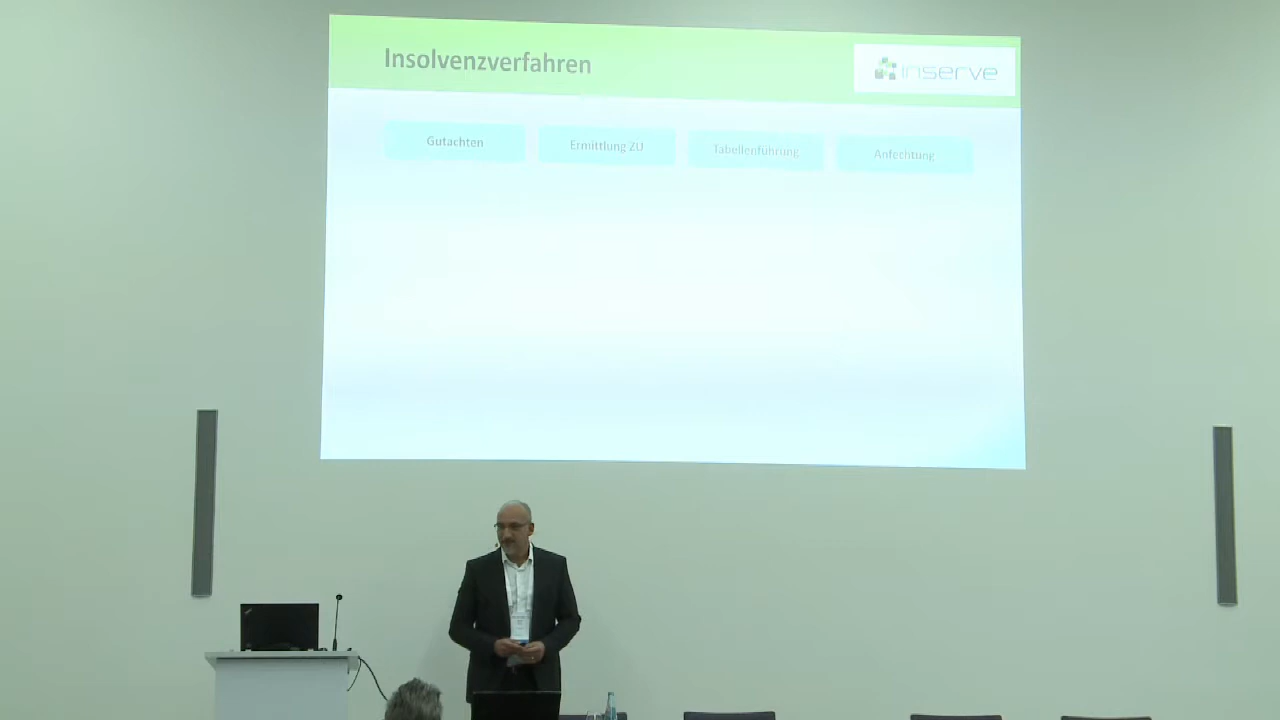 Insolvenzverfahren
inserve
Gutachten
Ermittlung ZU
Tabellenführung
Anfechtung